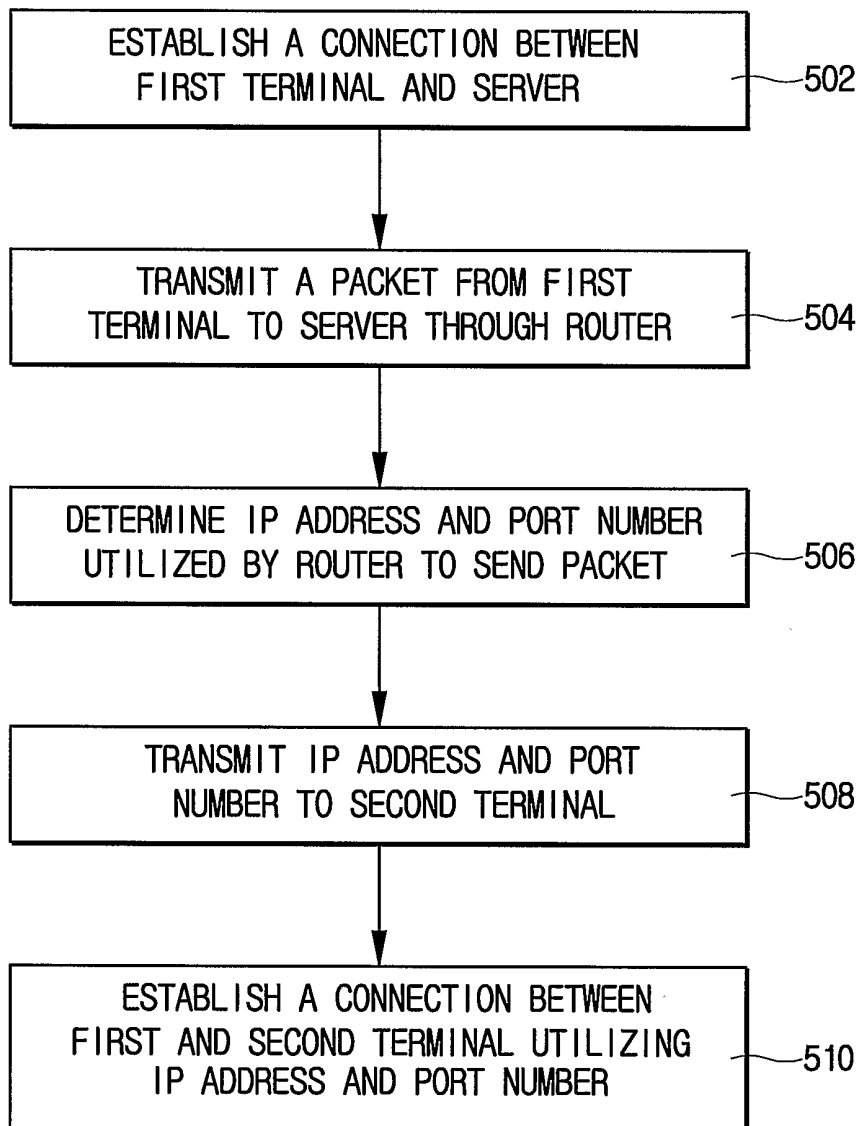 ESTABLISH A CONNECTION BETWEEN
FIRST TERMINAL AND SERVER
502
TRANSMIT A PACKET FROM FIRST
TERMINAL TO SERVER THROUGH ROUTER
504
DETERMINE IP ADDRESS AND PORT NUMBER
UTILIZED BY ROUTER TO SEND PACKET
506
TRANSMIT IP ADDRESS AND PORT
NUMBER TO SECOND TERMINAL
508
ESTABLISH A CONNECTION BETWEEN
FIRST AND SECOND TERMINAL UTILIZING
IP ADDRESS AND PORT NUMBER
510